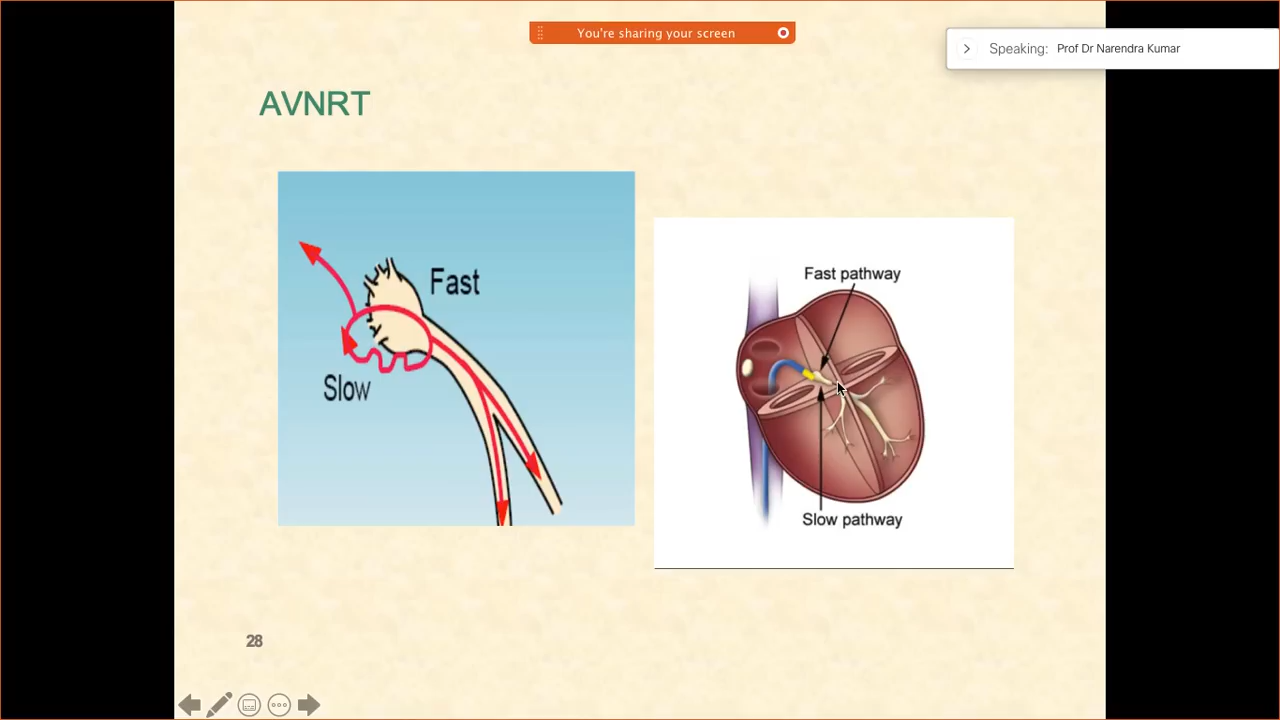 You're sharing your screen
Speaking: Prof Dr Narendra Kumar
AVNRT
Fast
Slow
Fast pathway
Slow pathway
28